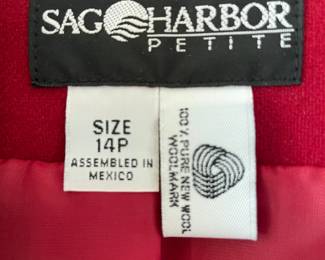 SAG HARBOR
PETITE
SIZE
14P
ASSEMBLED IN
MEXICO
100% PURE NEW WOOL
WOOLMARK